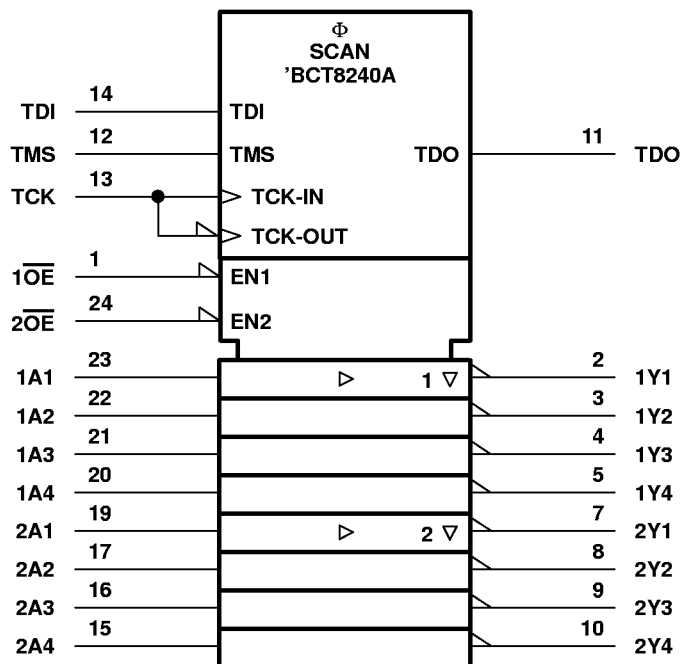 Φ
SCAN
'BCT8240A
TDI 14 TDI
TMS 12 TMS TDO 11 TDO
TCK 13 TCK-IN
TCK-OUT
1OE 1 EN1
2OE 24 EN2
1A1 23 1 2 1Y1
1A2 22 3 1Y2
1A3 21 4 1Y3
1A4 20 5 1Y4
2A1 19 2 7 2Y1
2A2 17 8 2Y2
2A3 16 9 2Y3
2A4 15 10 2Y4